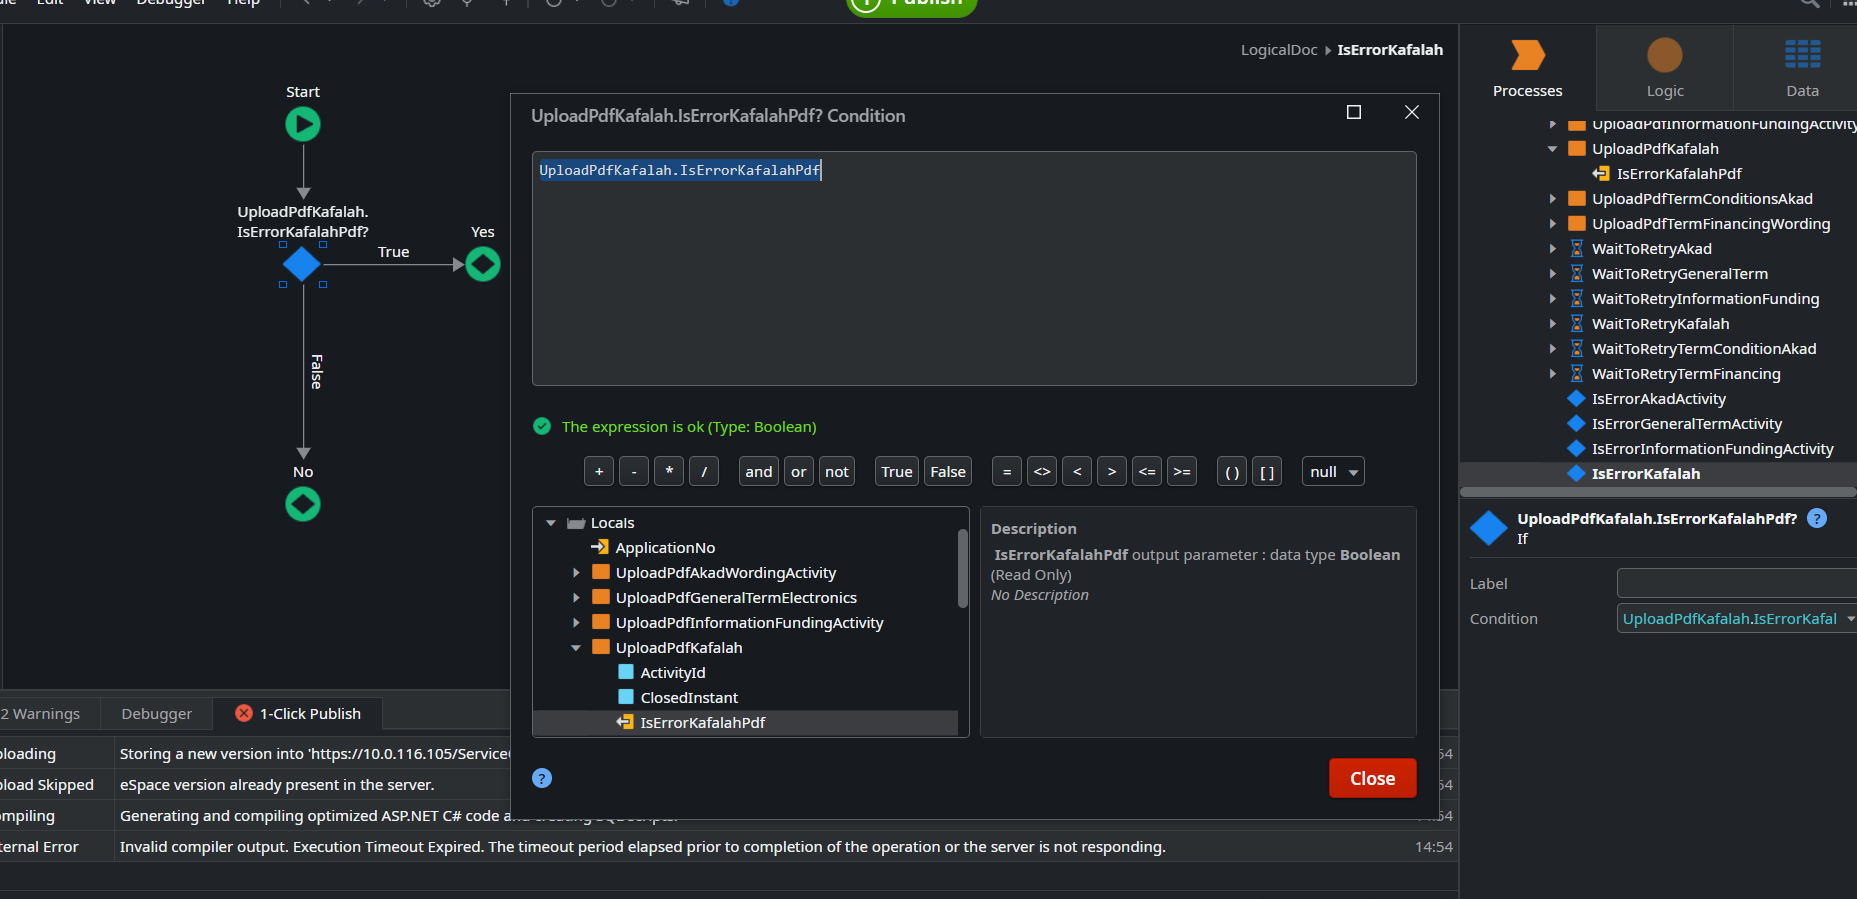 Edit View Debugger Help
Publish
LogicalDoc IsErrorKafalah
Start
UploadPdfKafalah.
IsErrorKafalahPdf?
True
Yes
False
No
UploadPdfKafalah.IsErrorKafalahPdf? Condition
UploadPdfKafalah.IsErrorKafalahPdf
The expression is ok (Type: Boolean)
+ - * / and or not True False = <> < > <= >= () [] null
Locals
ApplicationNo
UploadPdfAkadWordingActivity
UploadPdfGeneralTermElectronics
UploadPdfInformationFundingActivity
UploadPdfKafalah
ActivityId
ClosedInstant
IsErrorKafalahPdf
Description
IsErrorKafalahPdf output parameter : data type Boolean
(Read Only)
No Description
?
Close
Processes Logic Data
UploadPdfInformationFundingActivity
UploadPdfKafalah
IsErrorKafalahPdf
UploadPdfTermConditionsAkad
UploadPdfTermFinancingWording
WaitToRetryAkad
WaitToRetryGeneralTerm
WaitToRetryInformationFunding
WaitToRetryKafalah
WaitToRetryTermConditionAkad
WaitToRetryTermFinancing
IsErrorAkadActivity
IsErrorGeneralTermActivity
IsErrorInformationFundingActivity
IsErrorKafalah
UploadPdfKafalah.IsErrorKafalahPdf? ?
If
Label
Condition UploadPdfKafalah.IsErrorKafal
2 Warnings Debugger 1-Click Publish
ploading Storing a new version into 'https://10.0.116.105/Service 54
pload Skipped eSpace version already present in the server. 54
ompiling Generating and compiling optimized ASP.NET C# code 54
ternal Error Invalid compiler output. Execution Timeout Expired. The timeout period elapsed prior to completion of the operation or the server is not responding. 14:54